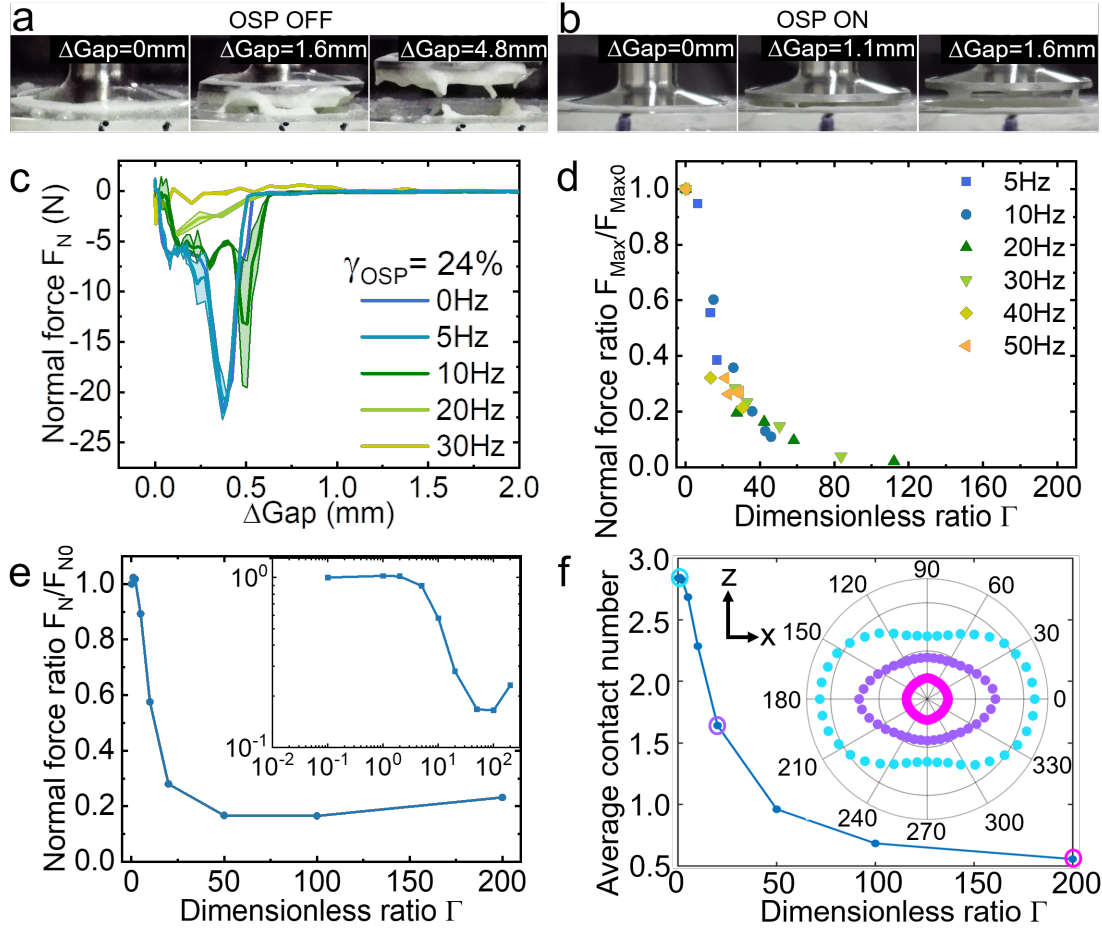 a
OSP OFF
ΔGap=0mm
ΔGap=1.6mm
ΔGap=4.8mm
b
OSP ON
ΔGap=0mm
ΔGap=1.1mm
ΔGap=1.6mm
c
Normal force F_N (N)
0
-5
-10
-15
-20
-25
γ_OSP = 24%
0Hz
5Hz
10Hz
20Hz
30Hz
0.0 0.5 1.0 1.5 2.0
ΔGap (mm)
d
Normal force ratio F_Max/F_Max0
1.0
0.8
0.6
0.4
0.2
0.0
5Hz
10Hz
20Hz
30Hz
40Hz
50Hz
0 40 80 120 160 200
Dimensionless ratio Γ
e
Normal force ratio F_N/F_N0
1.0
0.8
0.6
0.4
0.2
0.0
10^0
10^-1
10^-2 10^-1 10^0 10^1 10^2
0 50 100 150 200
Dimensionless ratio Γ
f
Average contact number
3.0
2.5
2.0
1.5
1.0
0.5
Z
X
90
120 60
150 30
180 0
210 330
240 300
270
0 50 100 150 200
Dimensionless ratio Γ